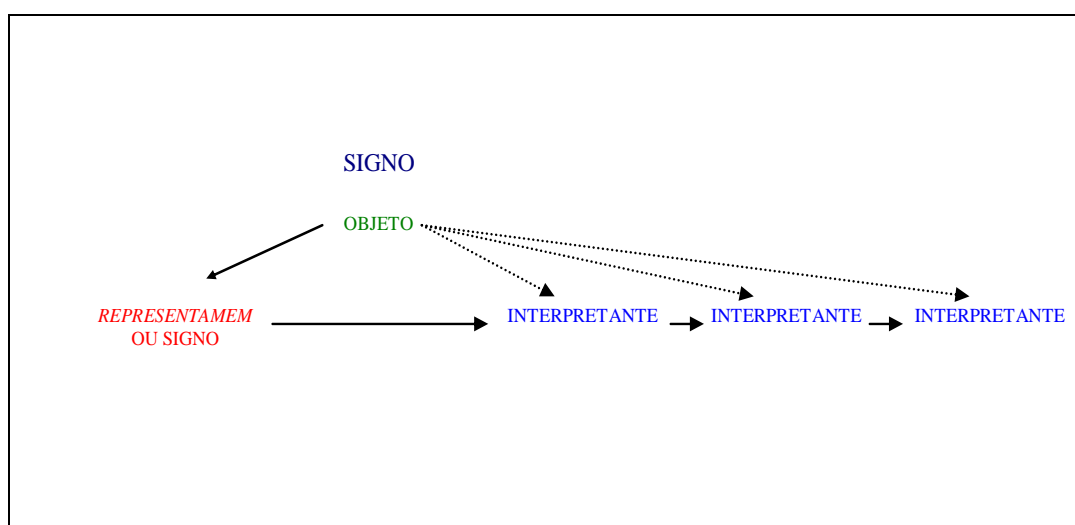 SIGNO
OBJETO
REPRESENTAMEM
OU SIGNO
INTERPRETANTE
INTERPRETANTE
INTERPRETANTE